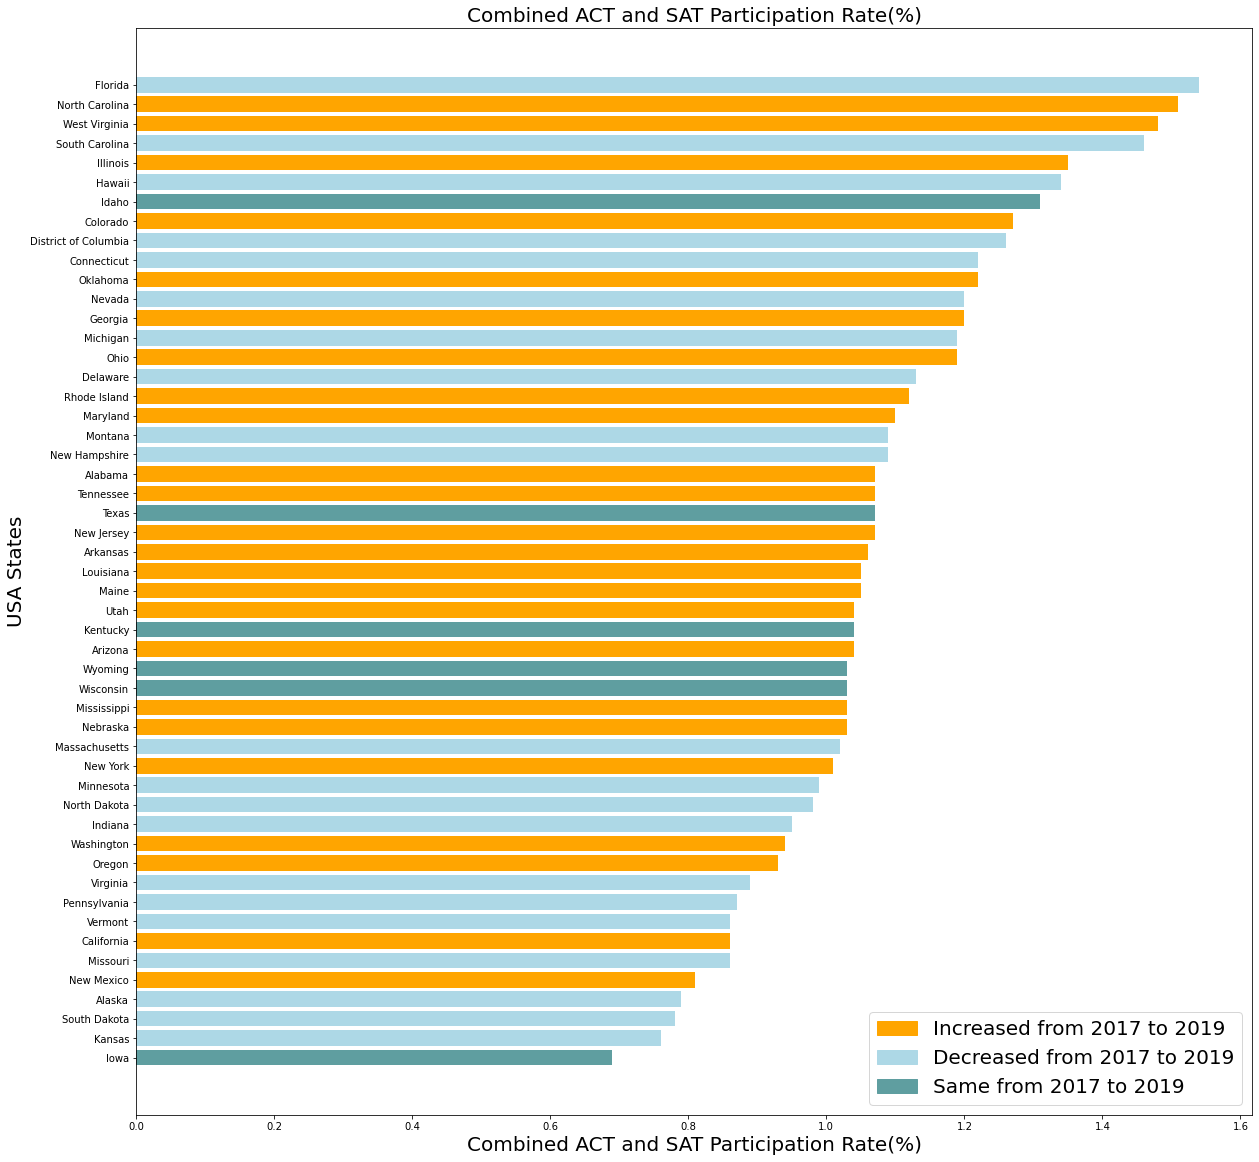 Combined ACT and SAT Participation Rate(%)
USA States
Florida
North Carolina
West Virginia
South Carolina
Illinois
Hawaii
Idaho
Colorado
District of Columbia
Connecticut
Oklahoma
Nevada
Georgia
Michigan
Ohio
Delaware
Rhode Island
Maryland
Montana
New Hampshire
Alabama
Tennessee
Texas
New Jersey
Arkansas
Louisiana
Maine
Utah
Kentucky
Arizona
Wyoming
Wisconsin
Mississippi
Nebraska
Massachusetts
New York
Minnesota
North Dakota
Indiana
Washington
Oregon
Virginia
Pennsylvania
Vermont
California
Missouri
New Mexico
Alaska
South Dakota
Kansas
Iowa
Increased from 2017 to 2019
Decreased from 2017 to 2019
Same from 2017 to 2019
0.0 0.2 0.4 0.6 0.8 1.0 1.2 1.4 1.6
Combined ACT and SAT Participation Rate(%)